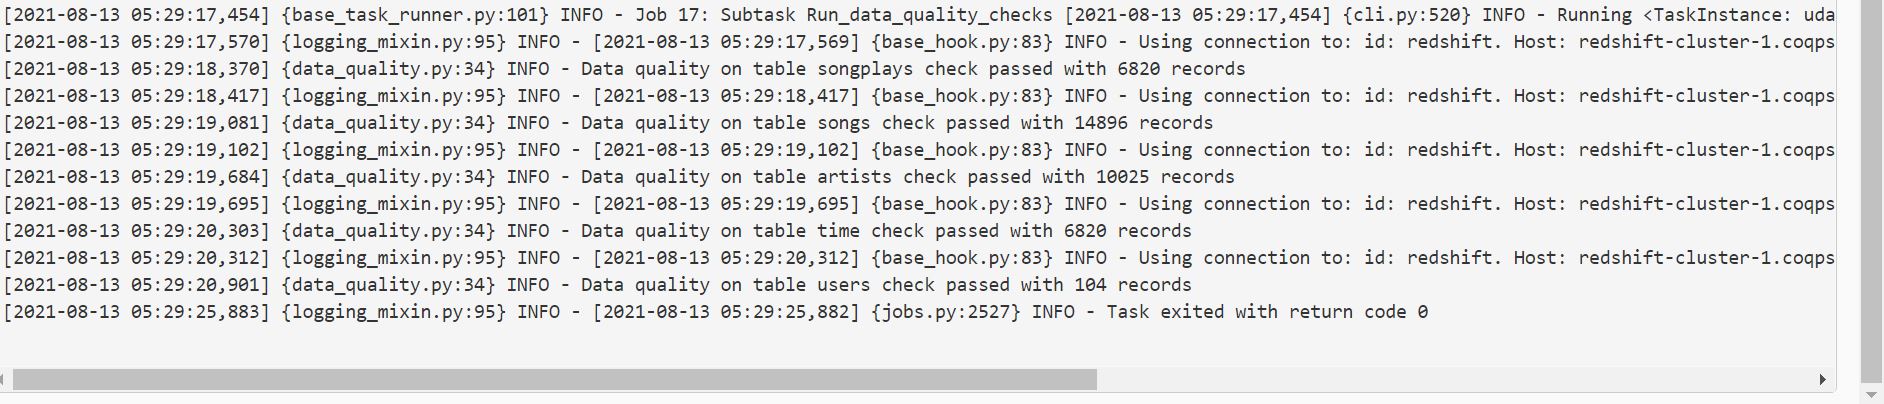 [2021-08-13 05:29:17,454] {base_task_runner.py:101} INFO - Job 17: Subtask Run_data_quality_checks [2021-08-13 05:29:17,454] {cli.py:520} INFO - Running <TaskInstance: uda
[2021-08-13 05:29:17,570] {logging_mixin.py:95} INFO - [2021-08-13 05:29:17,569] {base_hook.py:83} INFO - Using connection to: id: redshift. Host: redshift-cluster-1.coqps
[2021-08-13 05:29:18,370] {data_quality.py:34} INFO - Data quality on table songplays check passed with 6820 records
[2021-08-13 05:29:18,417] {logging_mixin.py:95} INFO - [2021-08-13 05:29:18,417] {base_hook.py:83} INFO - Using connection to: id: redshift. Host: redshift-cluster-1.coqps
[2021-08-13 05:29:19,081] {data_quality.py:34} INFO - Data quality on table songs check passed with 14896 records
[2021-08-13 05:29:19,102] {logging_mixin.py:95} INFO - [2021-08-13 05:29:19,102] {base_hook.py:83} INFO - Using connection to: id: redshift. Host: redshift-cluster-1.coqps
[2021-08-13 05:29:19,684] {data_quality.py:34} INFO - Data quality on table artists check passed with 10025 records
[2021-08-13 05:29:19,695] {logging_mixin.py:95} INFO - [2021-08-13 05:29:19,695] {base_hook.py:83} INFO - Using connection to: id: redshift. Host: redshift-cluster-1.coqps
[2021-08-13 05:29:20,303] {data_quality.py:34} INFO - Data quality on table time check passed with 6820 records
[2021-08-13 05:29:20,312] {logging_mixin.py:95} INFO - [2021-08-13 05:29:20,312] {base_hook.py:83} INFO - Using connection to: id: redshift. Host: redshift-cluster-1.coqps
[2021-08-13 05:29:20,901] {data_quality.py:34} INFO - Data quality on table users check passed with 104 records
[2021-08-13 05:29:25,883] {logging_mixin.py:95} INFO - [2021-08-13 05:29:25,882] {jobs.py:2527} INFO - Task exited with return code 0